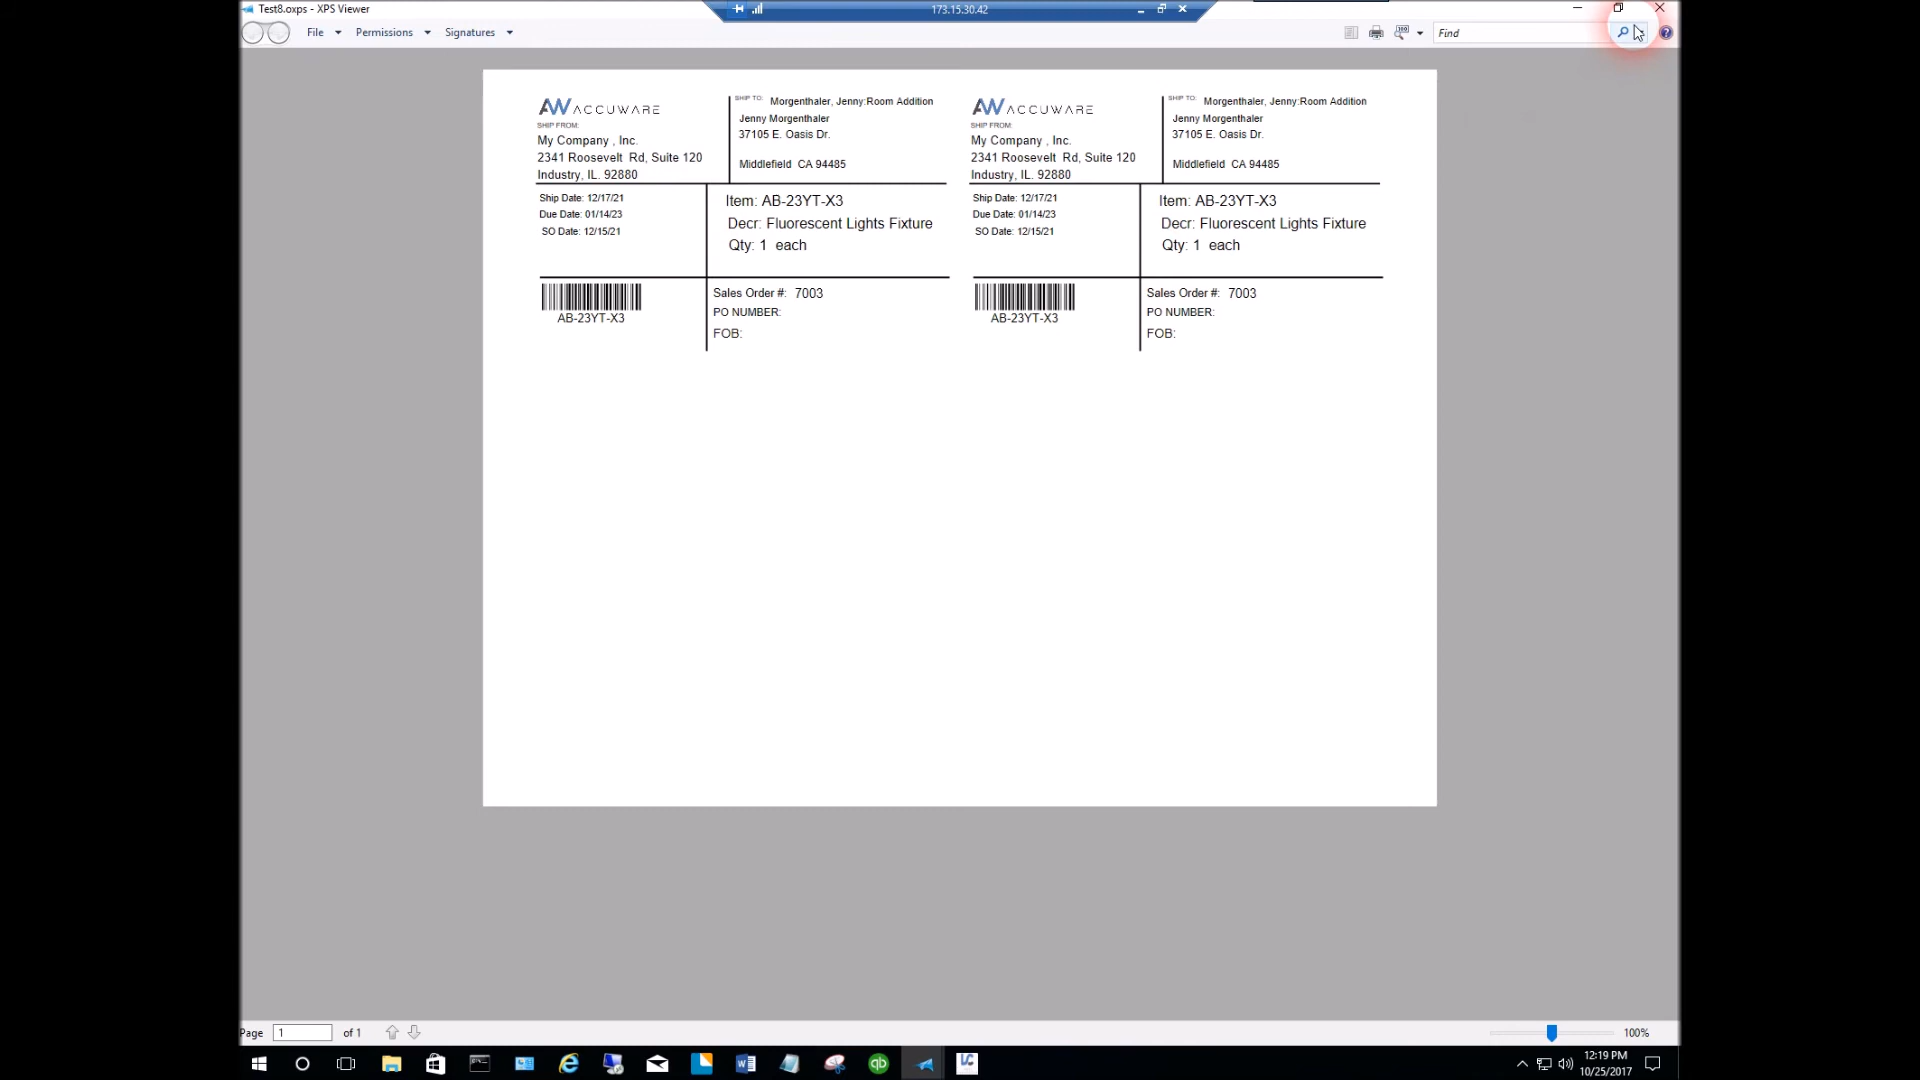 Test8.oxps - XPS Viewer
173.15.30.42
File
Permissions
Signatures
Find
AW ACCUWARE
SHIP FROM:
My Company , Inc.
2341 Roosevelt Rd, Suite 120
Industry, IL. 92880
SHIP TO: Morgenthaler, Jenny:Room Addition
Jenny Morgenthaler
37105 E. Oasis Dr.
Middlefield CA 94485
Ship Date: 12/17/21
Due Date: 01/14/23
SO Date: 12/15/21
Item: AB-23YT-X3
Decr: Fluorescent Lights Fixture
Qty: 1 each
AB-23YT-X3
Sales Order #: 7003
PO NUMBER:
FOB:
AW ACCUWARE
SHIP FROM:
My Company , Inc.
2341 Roosevelt Rd, Suite 120
Industry, IL. 92880
SHIP TO: Morgenthaler, Jenny:Room Addition
Jenny Morgenthaler
37105 E. Oasis Dr.
Middlefield CA 94485
Ship Date: 12/17/21
Due Date: 01/14/23
SO Date: 12/15/21
Item: AB-23YT-X3
Decr: Fluorescent Lights Fixture
Qty: 1 each
AB-23YT-X3
Sales Order #: 7003
PO NUMBER:
FOB:
Page 1 of 1
100%
12:19 PM
10/25/2017